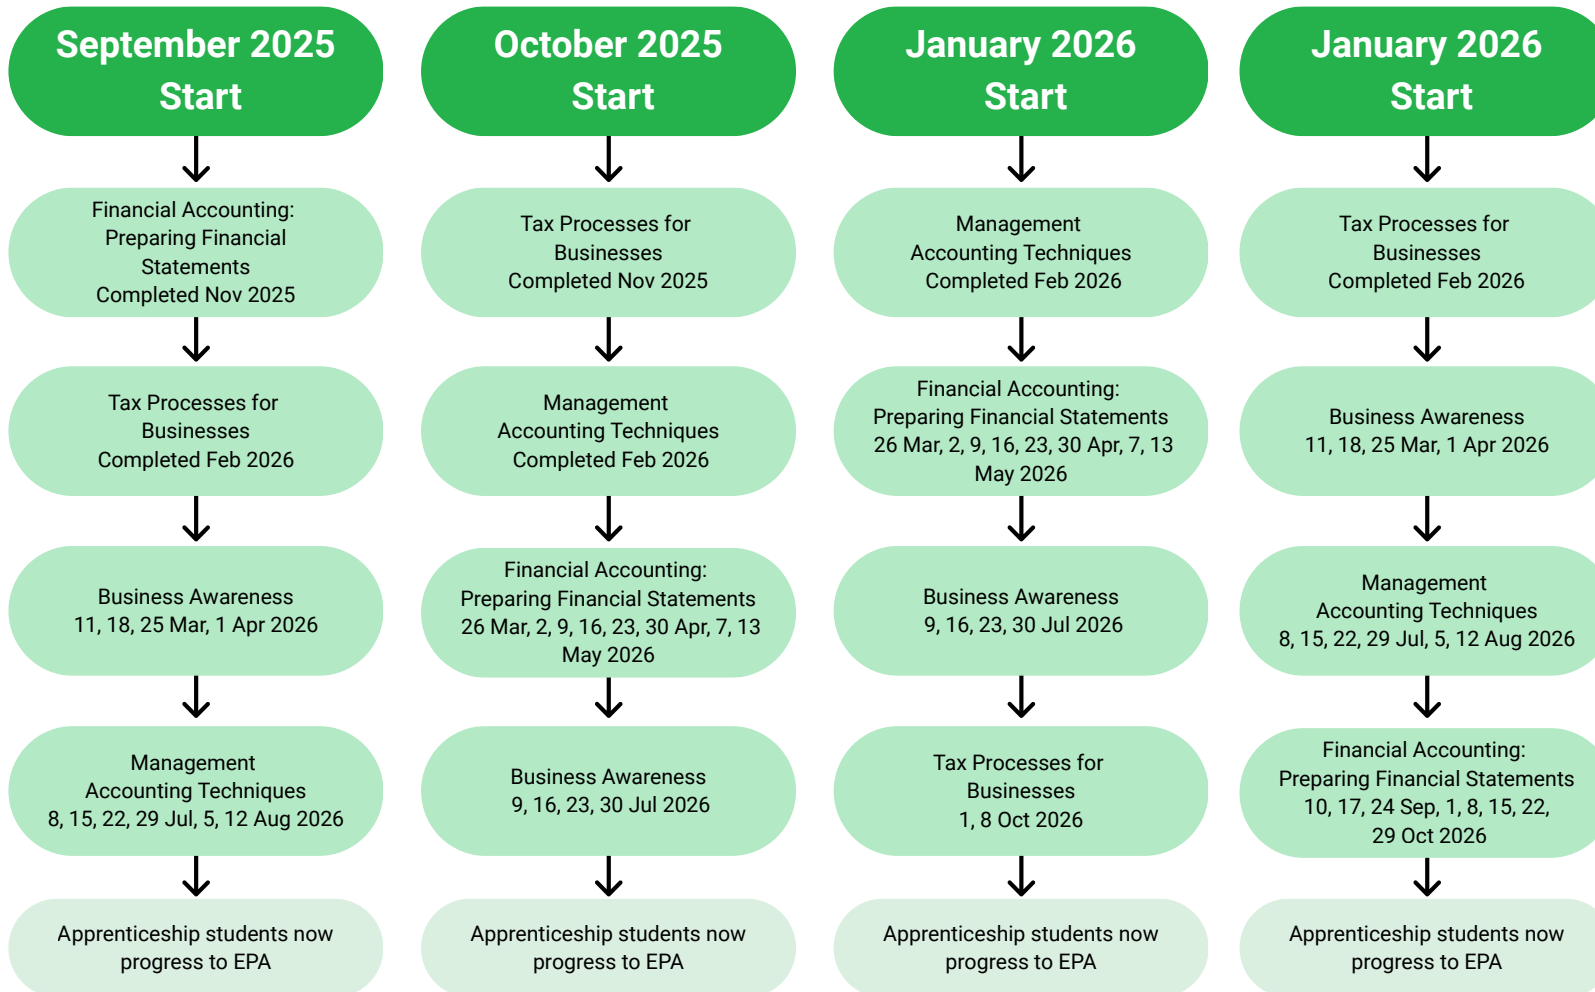 September 2025
Start
Financial Accounting:
Preparing Financial
Statements
Completed Nov 2025
Tax Processes for
Businesses
Completed Feb 2026
Business Awareness
11, 18, 25 Mar, 1 Apr 2026
Management
Accounting Techniques
8, 15, 22, 29 Jul, 5, 12 Aug 2026
Apprenticeship students now
progress to EPA
October 2025
Start
Tax Processes for
Businesses
Completed Nov 2025
Management
Accounting Techniques
Completed Feb 2026
Financial Accounting:
Preparing Financial Statements
26 Mar, 2, 9, 16, 23, 30 Apr, 7, 13
May 2026
Business Awareness
9, 16, 23, 30 Jul 2026
Apprenticeship students now
progress to EPA
January 2026
Start
Management
Accounting Techniques
Completed Feb 2026
Financial Accounting:
Preparing Financial Statements
26 Mar, 2, 9, 16, 23, 30 Apr, 7, 13
May 2026
Business Awareness
9, 16, 23, 30 Jul 2026
Tax Processes for
Businesses
1, 8 Oct 2026
Apprenticeship students now
progress to EPA
January 2026
Start
Tax Processes for
Businesses
Completed Feb 2026
Business Awareness
11, 18, 25 Mar, 1 Apr 2026
Management
Accounting Techniques
8, 15, 22, 29 Jul, 5, 12 Aug 2026
Financial Accounting:
Preparing Financial Statements
10, 17, 24 Sep, 1, 8, 15, 22,
29 Oct 2026
Apprenticeship students now
progress to EPA